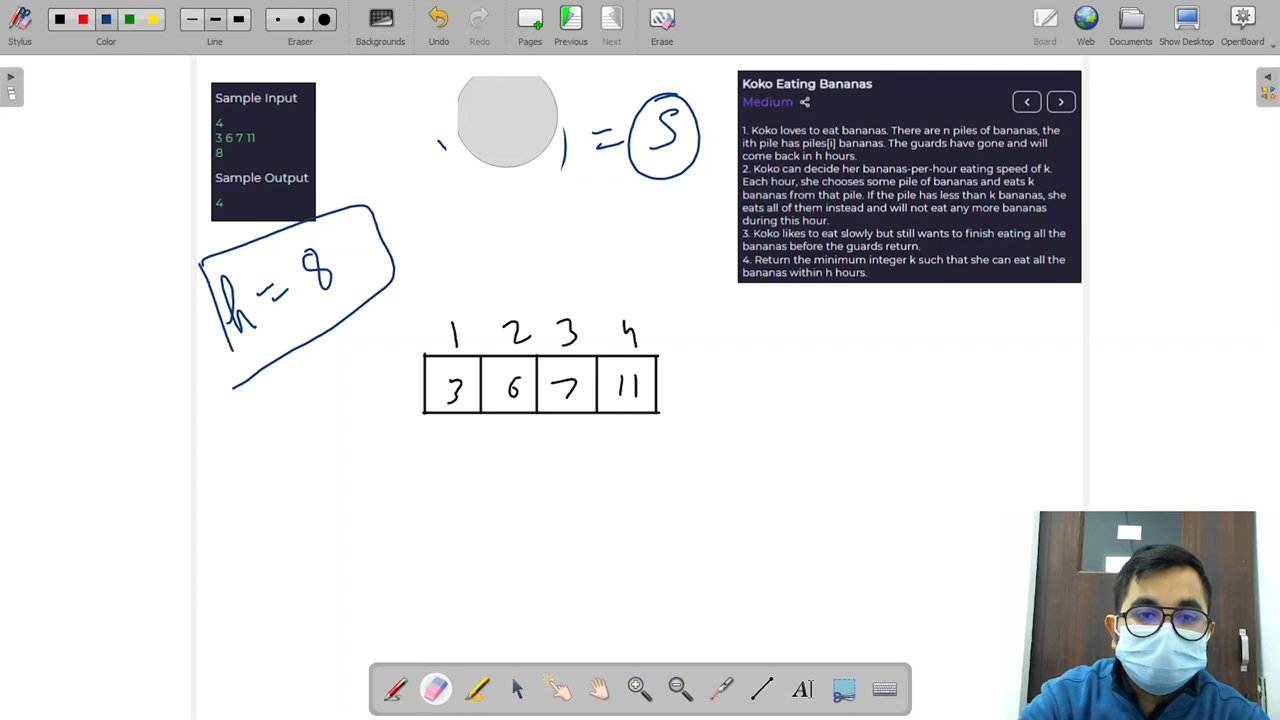 Stylus
Color
Line
Eraser
Backgrounds
Undo
Redo
Pages
Previous
Next
Erase
Board
Web
Documents
Show Desktop
OpenBoard
Sample Input
4
3 6 7 11
8
Sample Output
4
= 5
Koko Eating Bananas
Medium
1. Koko loves to eat bananas. There are n piles of bananas, the
ith pile has piles[i] bananas. The guards have gone and will
come back in h hours.
2. Koko can decide her bananas-per-hour eating speed of k.
Each hour, she chooses some pile of bananas and eats k
bananas from that pile. If the pile has less than k bananas, she
eats all of them instead and will not eat any more bananas
during this hour.
3. Koko likes to eat slowly but still wants to finish eating all the
bananas before the guards return.
4. Return the minimum integer k such that she can eat all the
bananas within h hours.
h = 8
1 2 3 4
3 6 7 11